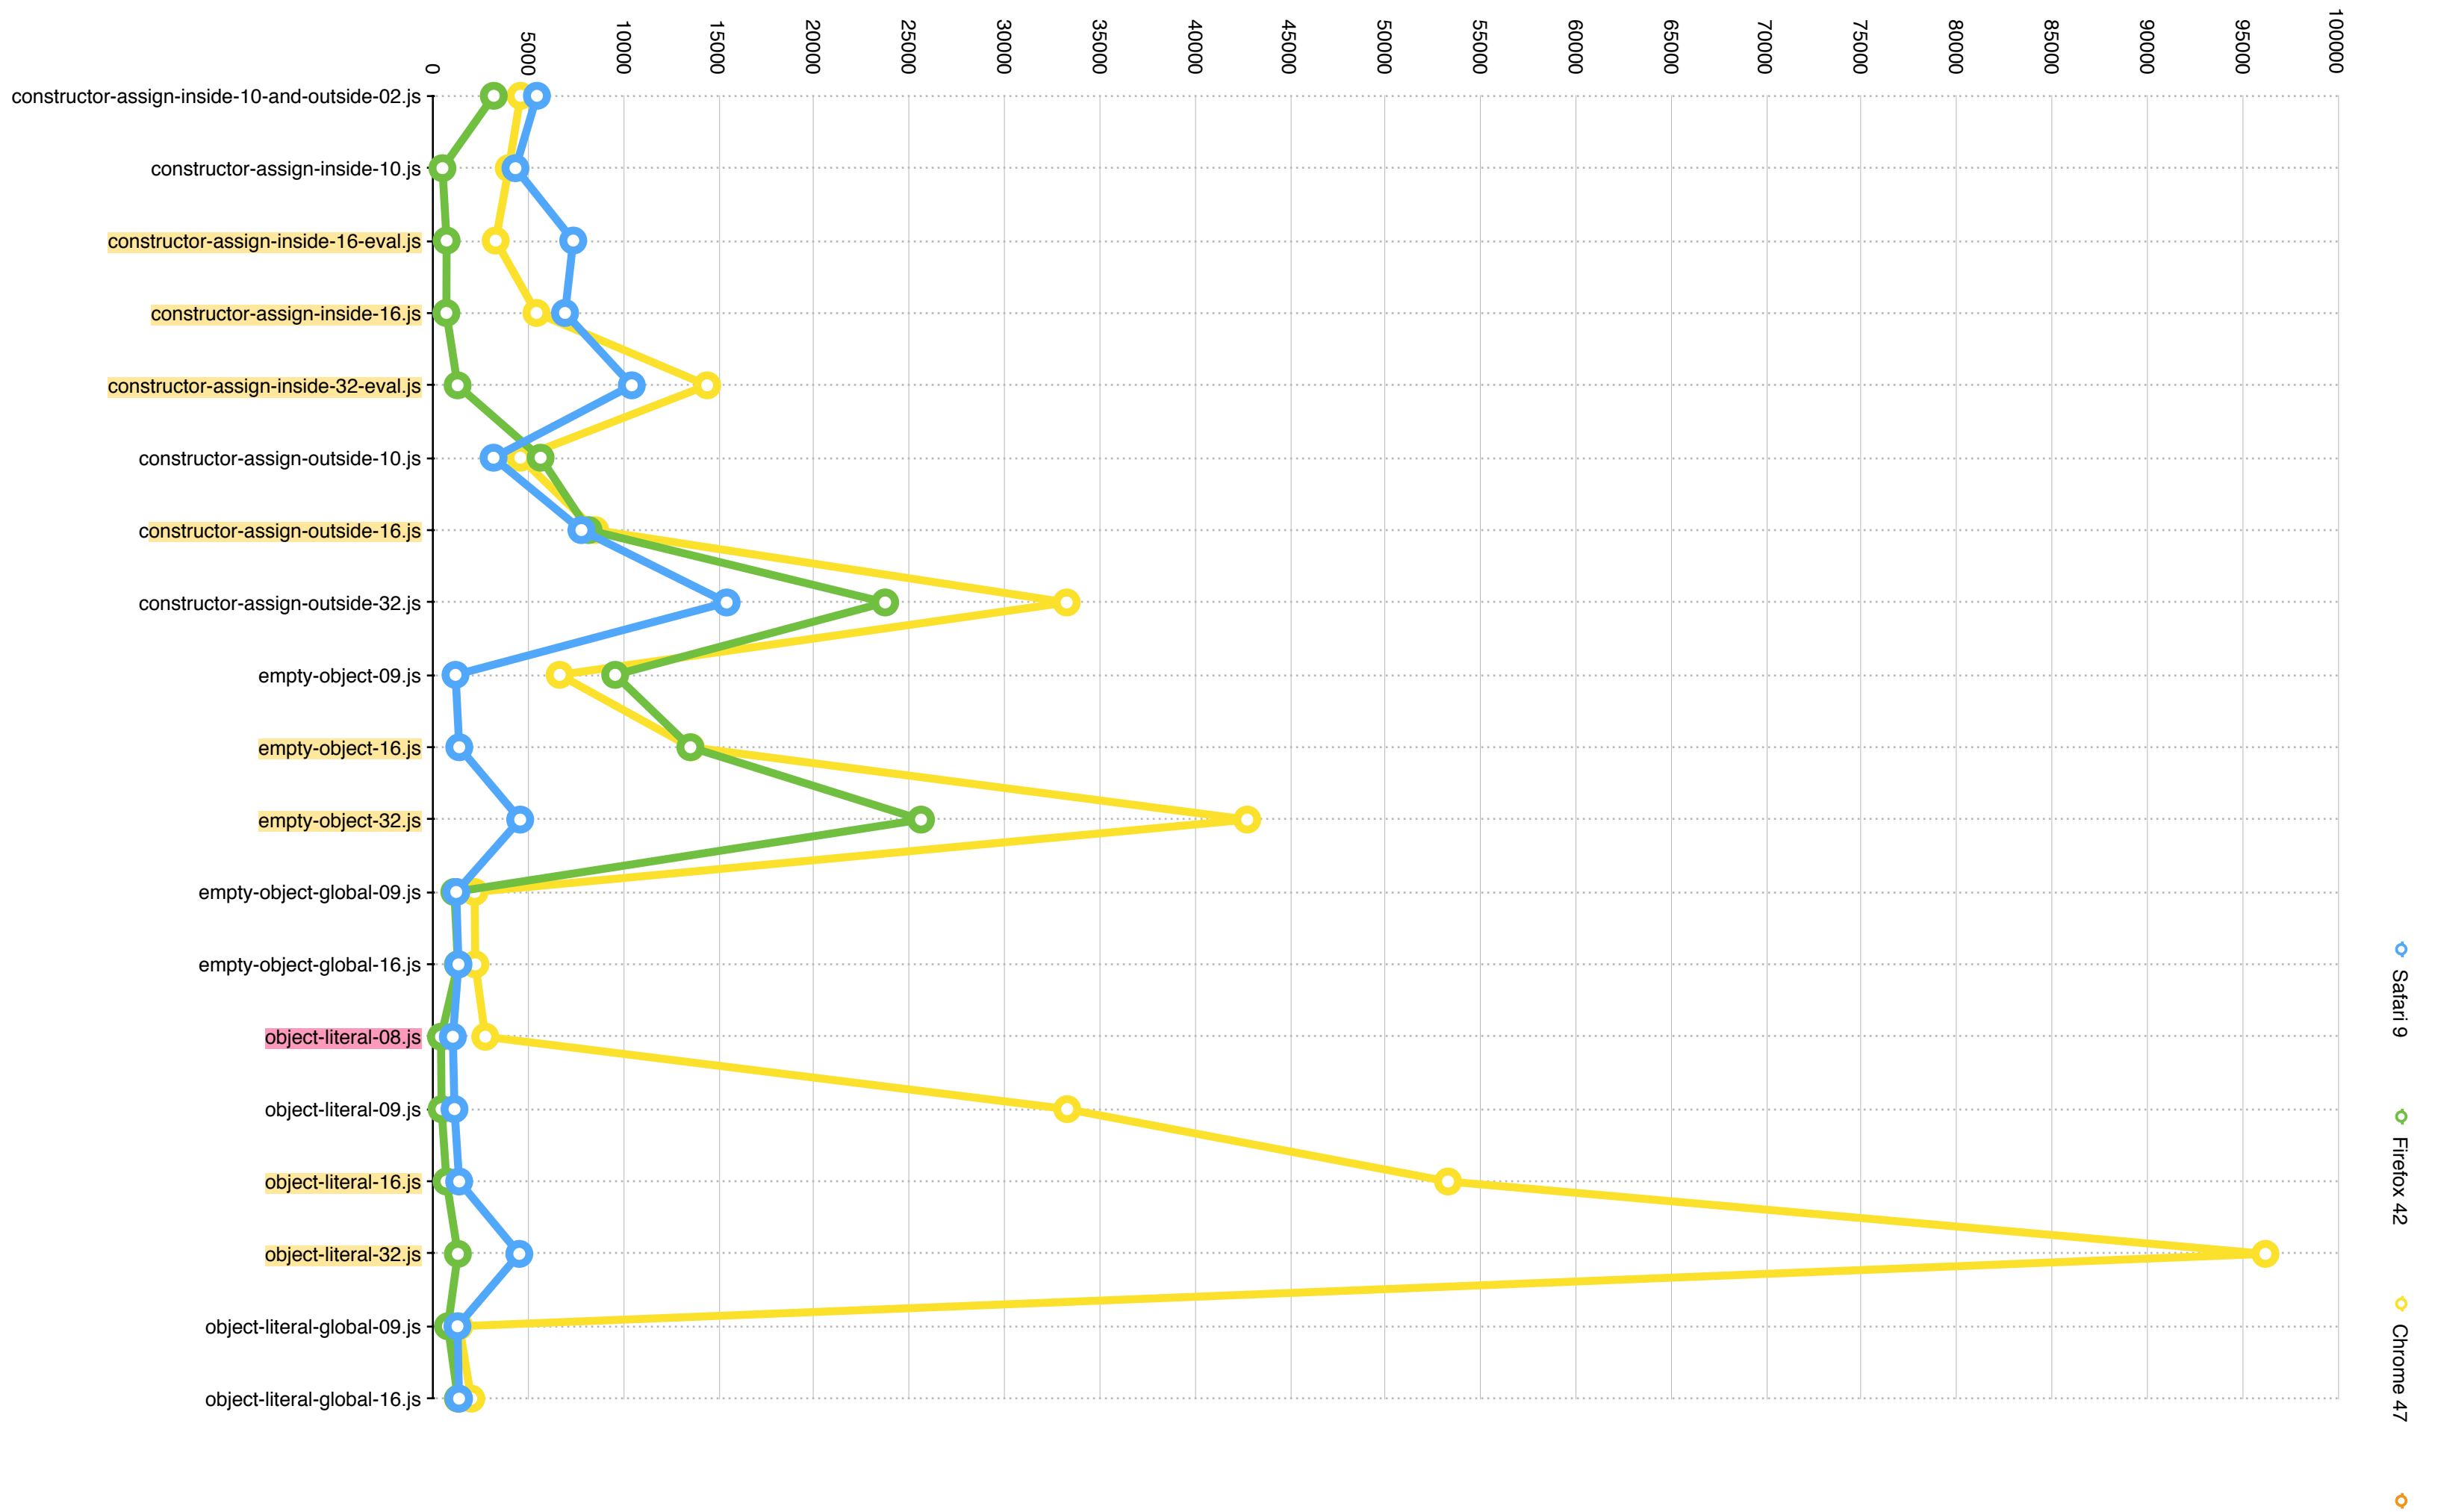 0
5000
10000
15000
20000
25000
30000
35000
40000
45000
50000
55000
60000
65000
70000
75000
80000
85000
90000
95000
100000
constructor-assign-inside-10-and-outside-02.js
constructor-assign-inside-10.js
constructor-assign-inside-16-eval.js
constructor-assign-inside-16.js
constructor-assign-inside-32-eval.js
constructor-assign-outside-10.js
constructor-assign-outside-16.js
constructor-assign-outside-32.js
empty-object-09.js
empty-object-16.js
empty-object-32.js
empty-object-global-09.js
empty-object-global-16.js
object-literal-08.js
object-literal-09.js
object-literal-16.js
object-literal-32.js
object-literal-global-09.js
object-literal-global-16.js
Safari 9
Firefox 42
Chrome 47